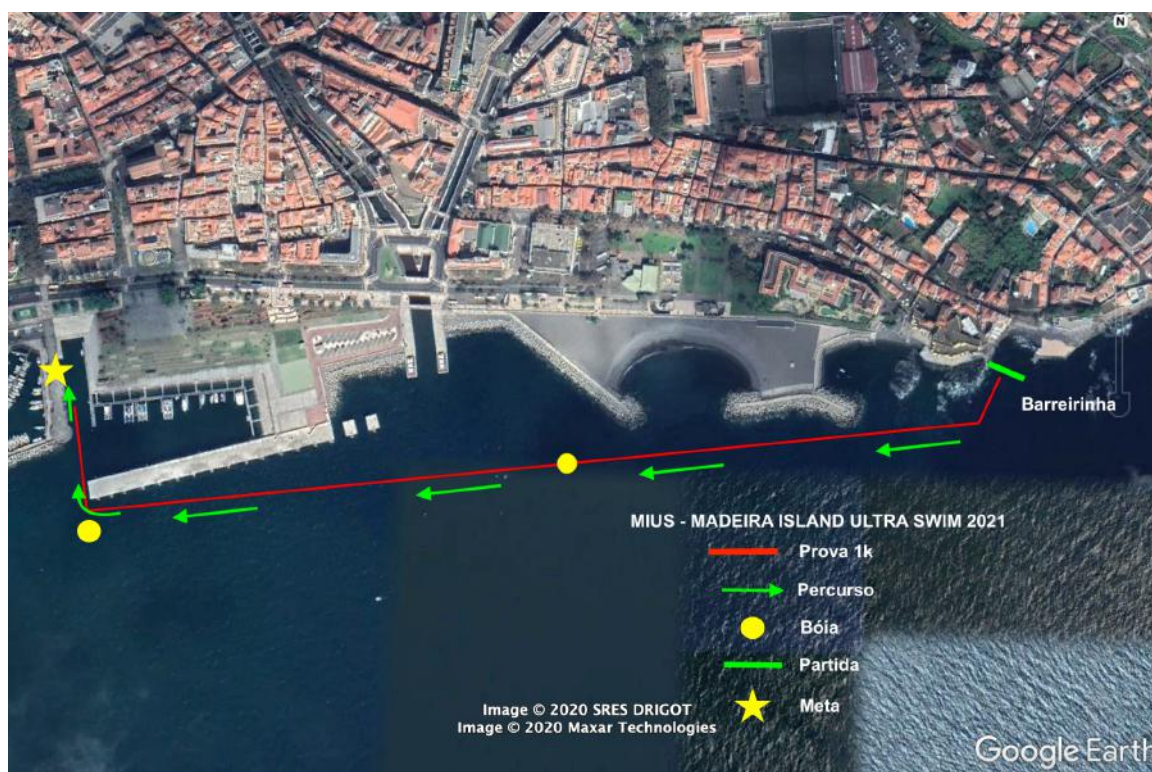 N
Barreirinha
MIUS - MADEIRA ISLAND ULTRA SWIM 2021
Prova 1k
Percurso
Bóia
Partida
Meta
Image © 2020 SRES DRIGOT
Image © 2020 Maxar Technologies
Google Earth